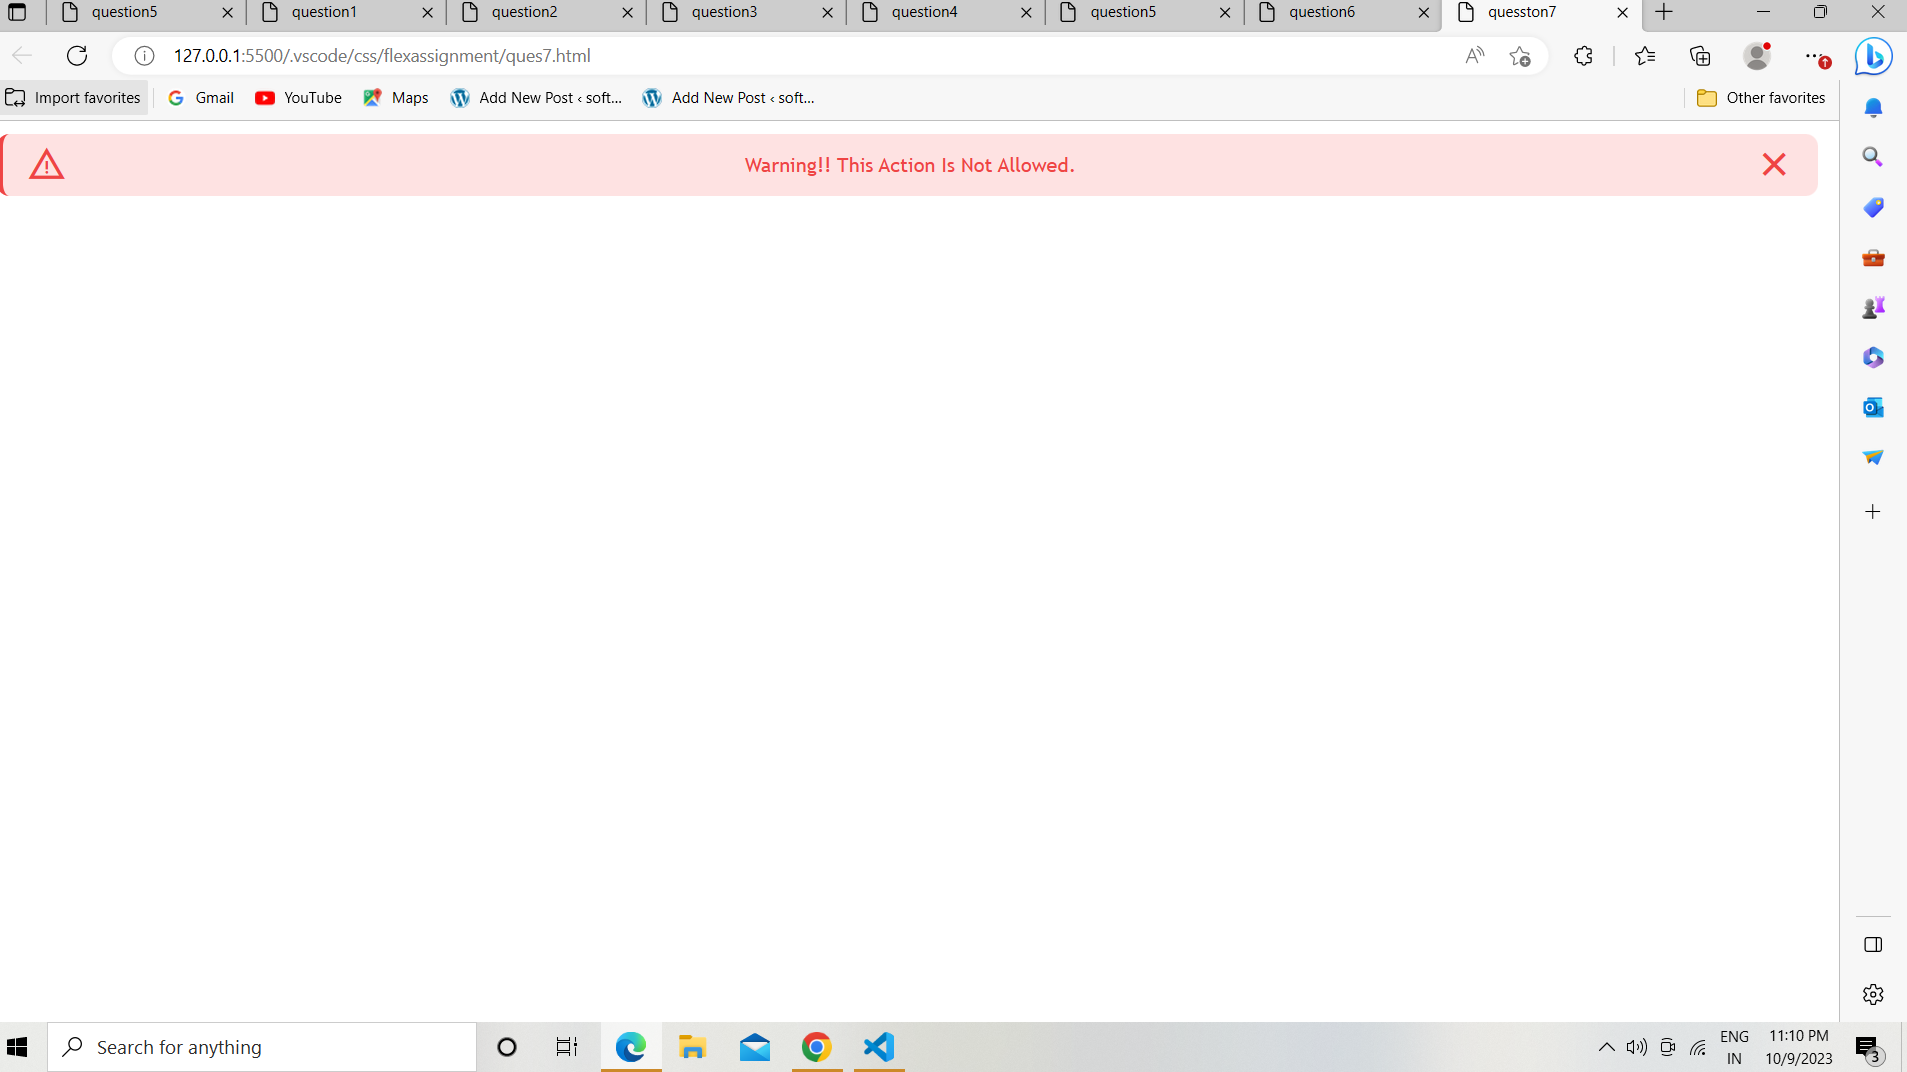 question5
question1
question2
question3
question4
question5
question6
quesston7
127.0.0.1:5500/.vscode/css/flexassignment/ques7.html
Import favorites
Gmail
YouTube
Maps
Add New Post ‹ soft...
Add New Post ‹ soft...
Other favorites
Warning!! This Action Is Not Allowed.
Search for anything
ENG
IN
11:10 PM
10/9/2023
3